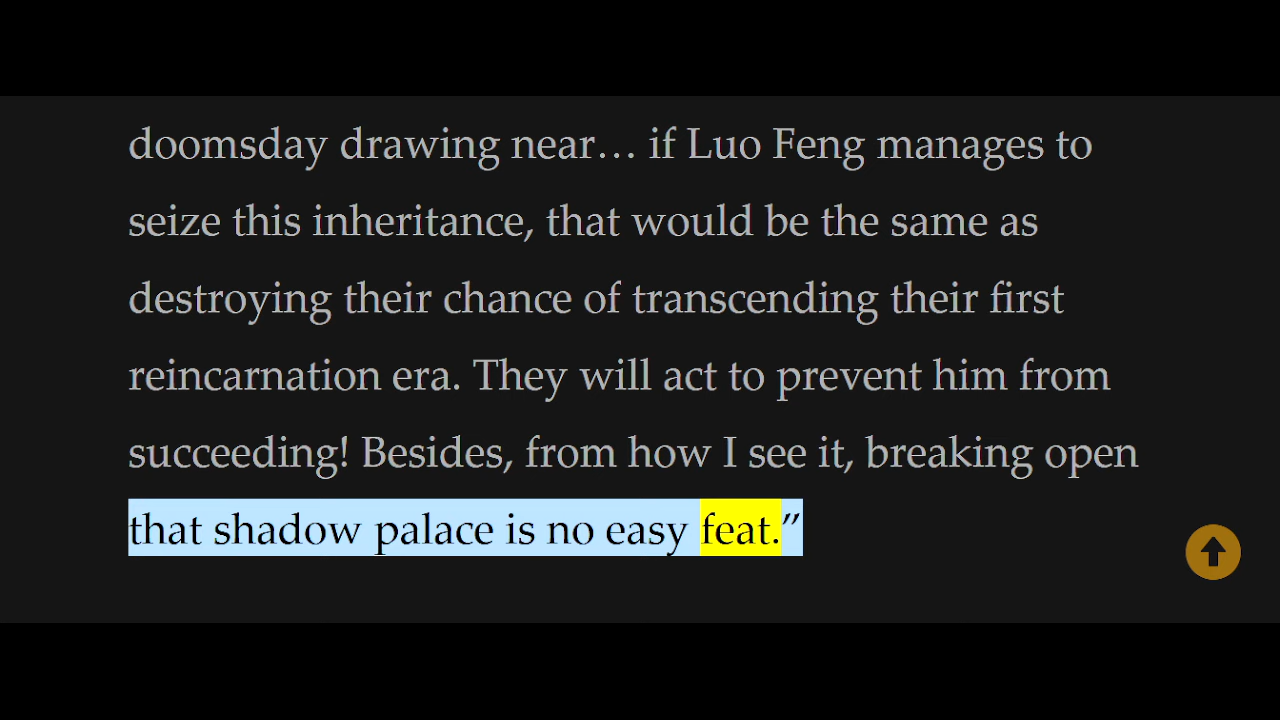 doomsday drawing near… if Luo Feng manages to
seize this inheritance, that would be the same as
destroying their chance of transcending their first
reincarnation era. They will act to prevent him from
succeeding! Besides, from how I see it, breaking open
that shadow palace is no easy feat.”